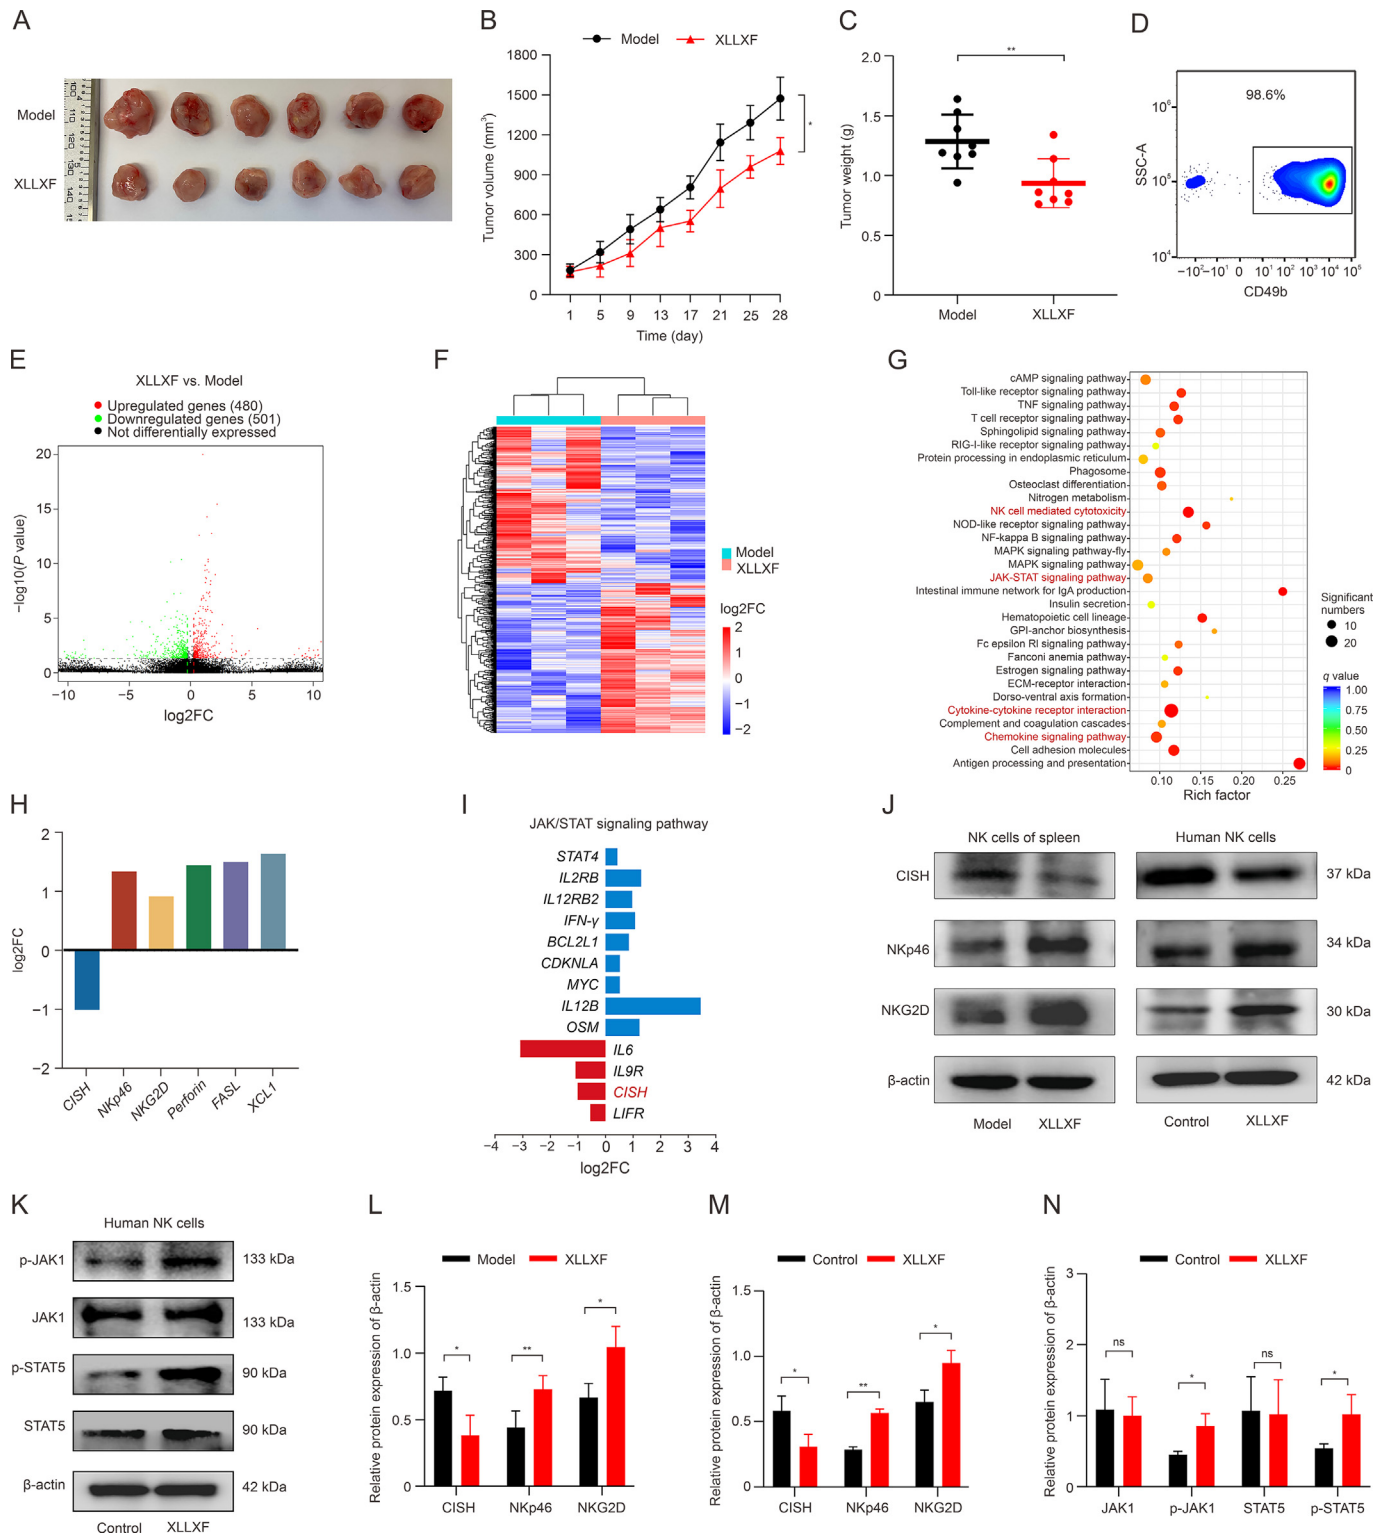 A
Model
XLLXF
B
Model
XLLXF
Tumor volume (mm³)
1800
1500
1200
900
600
300
0
*
1 5 9 13 17 21 25 28
Time (day)
C
Tumor weight (g)
2.0
1.5
1.0
0.5
0
**
Model XLLXF
D
98.6%
SSC-A
10⁶
10⁵
10⁴
−10² −10¹ 0 10¹ 10² 10³ 10⁴ 10⁵
CD49b
E
XLLXF vs. Model
Upregulated genes (480)
Downregulated genes (501)
Not differentially expressed
−log10(P value)
20
15
10
5
0
−10 −5 0 5 10
log2FC
F
Model
XLLXF
log2FC
2
1
0
−1
−2
G
cAMP signaling pathway
Toll-like receptor signaling pathway
TNF signaling pathway
T cell receptor signaling pathway
Sphingolipid signaling pathway
RIG-I-like receptor signaling pathway
Protein processing in endoplasmic reticulum
Phagosome
Osteoclast differentiation
Nitrogen metabolism
NK cell mediated cytotoxicity
NOD-like receptor signaling pathway
NF-kappa B signaling pathway
MAPK signaling pathway-fly
MAPK signaling pathway
JAK-STAT signaling pathway
Intestinal immune network for IgA production
Insulin secretion
Hematopoietic cell lineage
GPI-anchor biosynthesis
Fc epsilon RI signaling pathway
Fanconi anemia pathway
Estrogen signaling pathway
ECM-receptor interaction
Dorso-ventral axis formation
Cytokine-cytokine receptor interaction
Complement and coagulation cascades
Chemokine signaling pathway
Cell adhesion molecules
Antigen processing and presentation
0.10 0.15 0.20 0.25
Rich factor
Significant
numbers
10
20
q value
1.00
0.75
0.50
0.25
0
H
log2FC
2
1
0
−1
−2
CISH NKp46 NKG2D Perforin FASL XCL1
I
JAK/STAT signaling pathway
STAT4
IL2RB
IL12RB2
IFN-γ
BCL2L1
CDKNLA
MYC
IL12B
OSM
IL6
IL9R
CISH
LIFR
−4 −3 −2 −1 0 1 2 3 4
log2FC
J
NK cells of spleen Human NK cells
CISH 37 kDa
NKp46 34 kDa
NKG2D 30 kDa
β-actin 42 kDa
Model XLLXF Control XLLXF
K
Human NK cells
p-JAK1 133 kDa
JAK1 133 kDa
p-STAT5 90 kDa
STAT5 90 kDa
β-actin 42 kDa
Control XLLXF
L
Model XLLXF
Relative protein expression of β-actin
1.5
1.0
0.5
0
* ** *
CISH NKp46 NKG2D
M
Control XLLXF
Relative protein expression of β-actin
1.5
1.0
0.5
0
* ** *
CISH NKp46 NKG2D
N
Control XLLXF
Relative protein expression of β-actin
3
2
1
0
ns * ns *
JAK1 p-JAK1 STAT5 p-STAT5